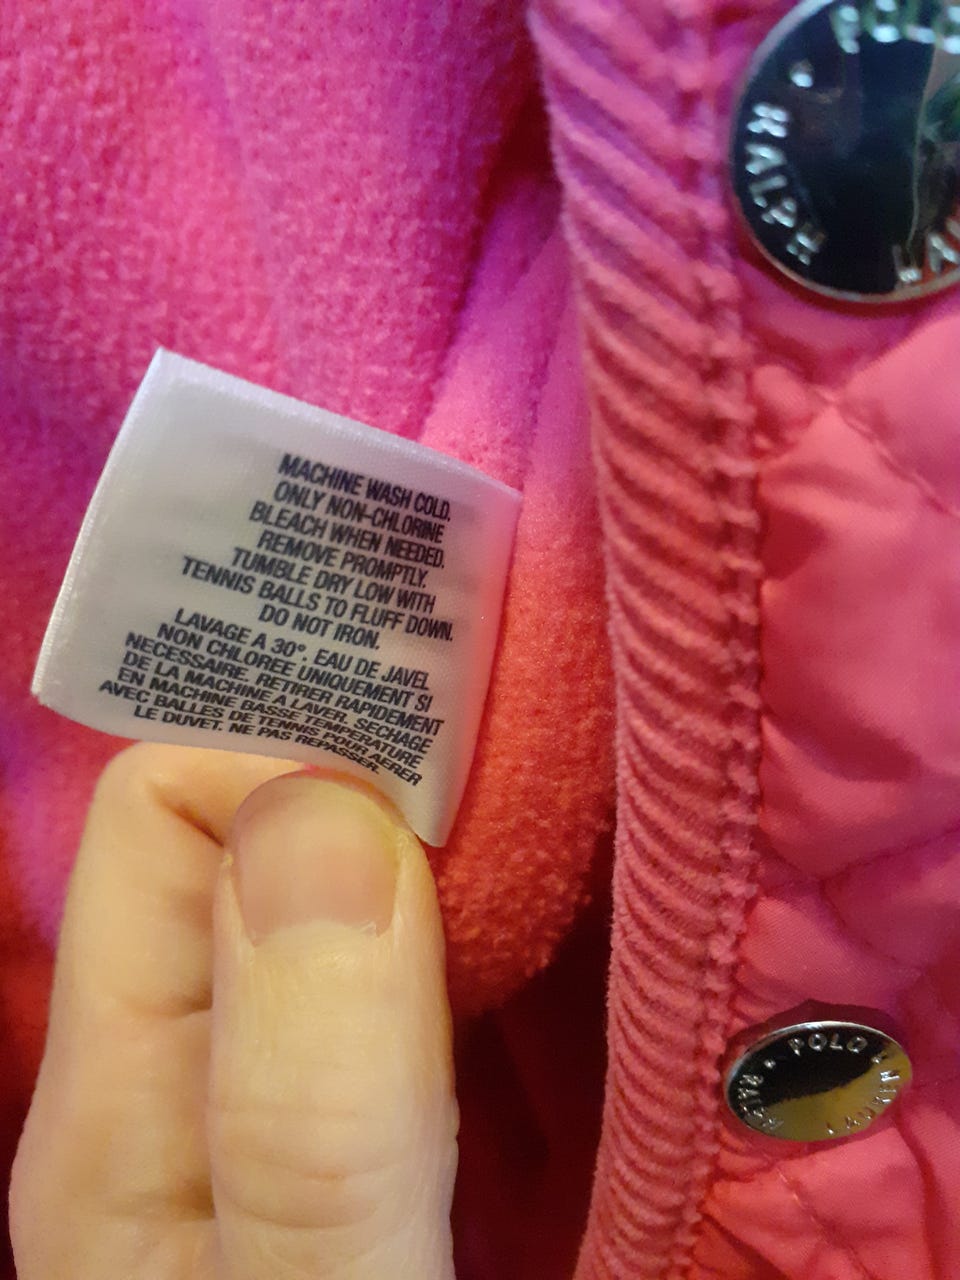 MACHINE WASH COLD.
ONLY NON-CHLORINE
BLEACH WHEN NEEDED.
REMOVE PROMPTLY.
TUMBLE DRY LOW WITH
TENNIS BALLS TO FLUFF DOWN.
DO NOT IRON.
LAVAGE A 30°. EAU DE JAVEL
NON CHLOREE UNIQUEMENT SI
NECESSAIRE. RETIRER RAPIDEMENT
DE LA MACHINE A LAVER. SECHAGE
EN MACHINE BASSE TEMPERATURE
AVEC BALLES DE TENNIS POUR AERER
LE DUVET. NE PAS REPASSER.
RALPH
POLO
RALPH LAUREN